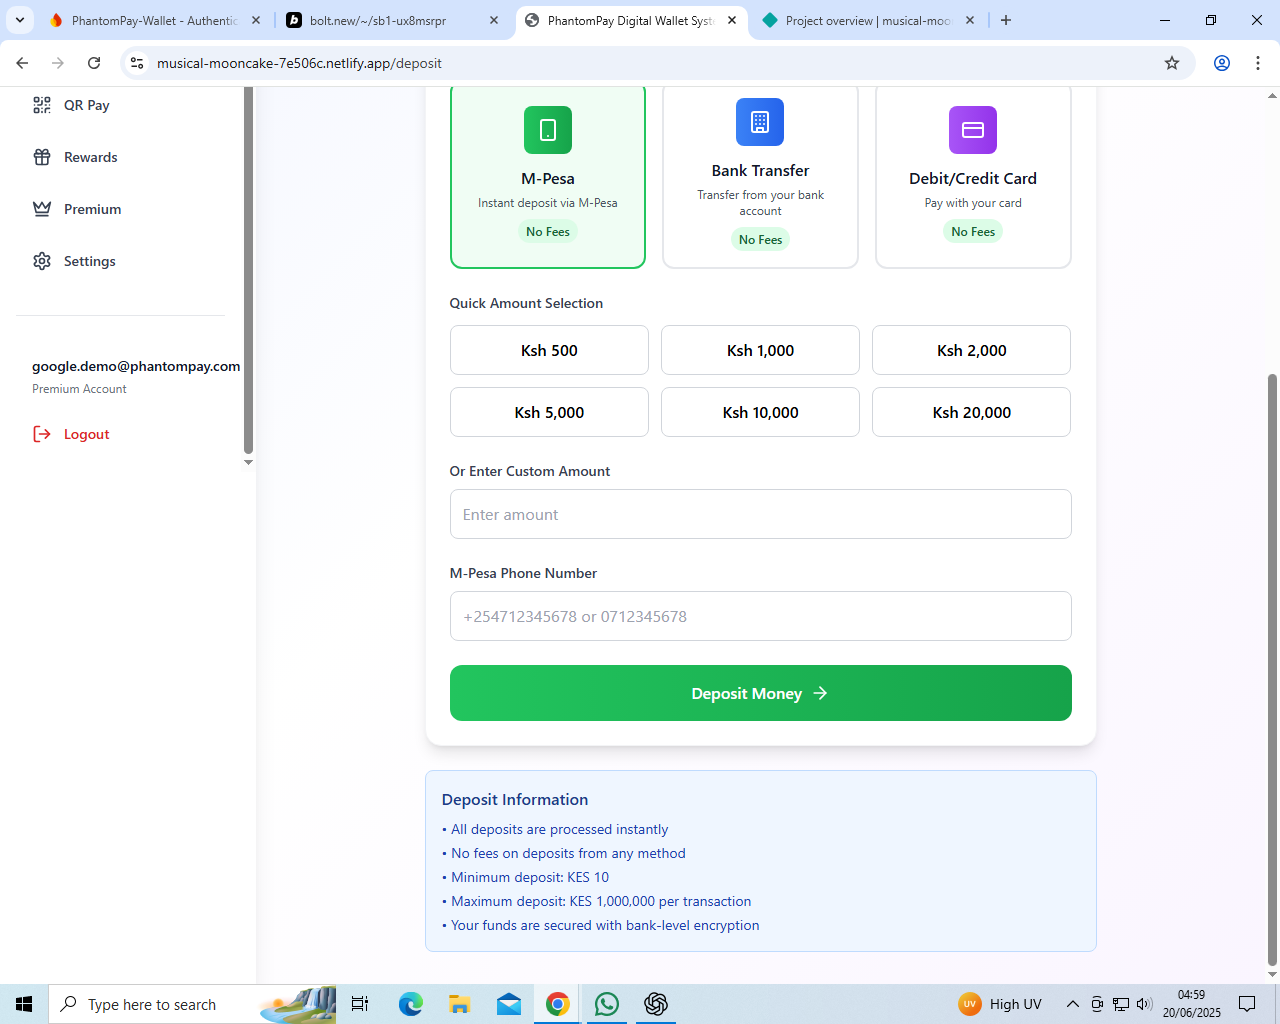 PhantomPay-Wallet - Authentic
bolt.new/~/sb1-ux8msrpr
PhantomPay Digital Wallet Syst
Project overview | musical-moo
musical-mooncake-7e506c.netlify.app/deposit
QR Pay
Rewards
Premium
Settings
google.demo@phantompay.com
Premium Account
Logout
M-Pesa
Instant deposit via M-Pesa
No Fees
Bank Transfer
Transfer from your bank
account
No Fees
Debit/Credit Card
Pay with your card
No Fees
Quick Amount Selection
Ksh 500
Ksh 1,000
Ksh 2,000
Ksh 5,000
Ksh 10,000
Ksh 20,000
Or Enter Custom Amount
Enter amount
M-Pesa Phone Number
+254712345678 or 0712345678
Deposit Money
Deposit Information
• All deposits are processed instantly
• No fees on deposits from any method
• Minimum deposit: KES 10
• Maximum deposit: KES 1,000,000 per transaction
• Your funds are secured with bank-level encryption
Type here to search
UV
High UV
04:59
20/06/2025